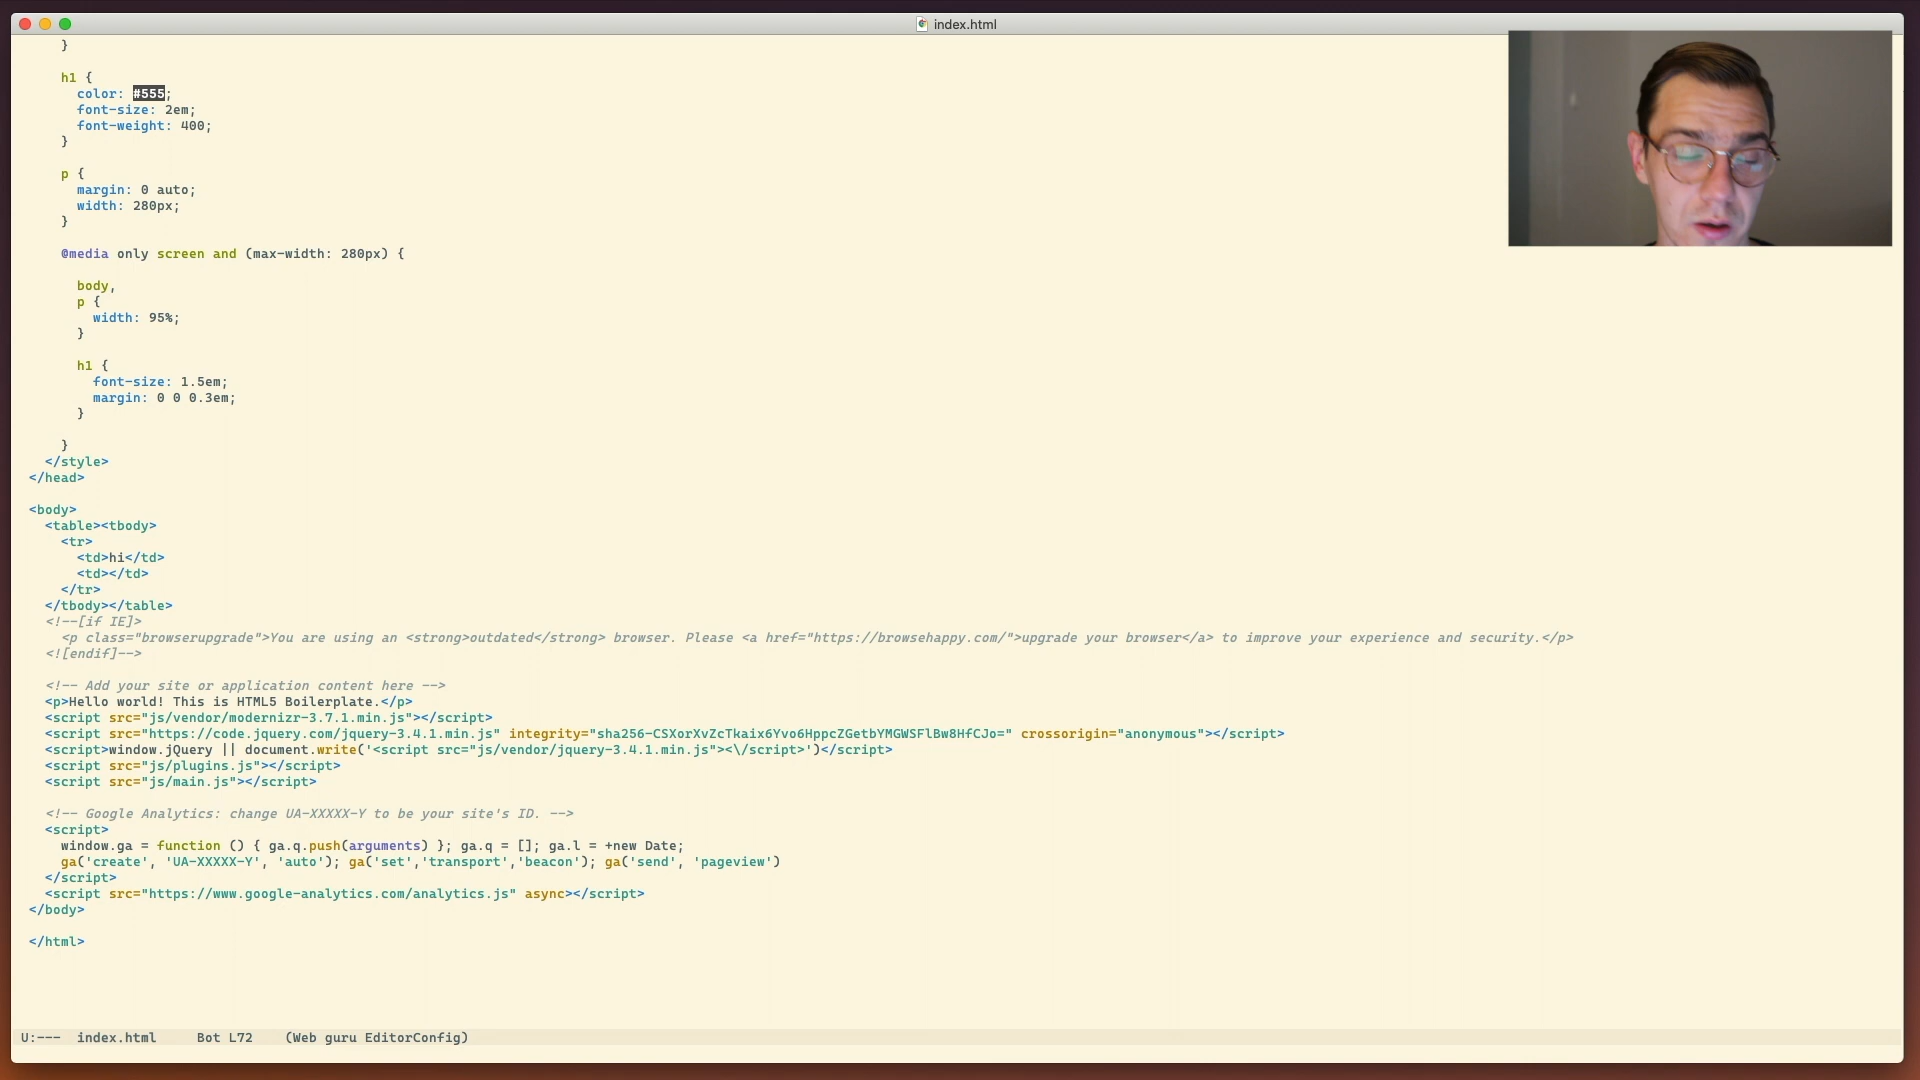 index.html
}
h1 {
color: #555;
font-size: 2em;
font-weight: 400;
}
p {
margin: 0 auto;
width: 280px;
}
@media only screen and (max-width: 280px) {
body,
p {
width: 95%;
}
h1 {
font-size: 1.5em;
margin: 0 0 0.3em;
}
}
</style>
</head>
<body>
<table><tbody>
<tr>
<td>hi</td>
<td></td>
</tr>
</tbody></table>
<!--[if IE]>
<p class="browserupgrade">You are using an <strong>outdated</strong> browser. Please <a href="https://browsehappy.com/">upgrade your browser</a> to improve your experience and security.</p>
<![endif]-->
<!-- Add your site or application content here -->
<p>Hello world! This is HTML5 Boilerplate.</p>
<script src="js/vendor/modernizr-3.7.1.min.js"></script>
<script src="https://code.jquery.com/jquery-3.4.1.min.js" integrity="sha256-CSXorXvZcTkaix6Yvo6HppcZGetbYMGWSFlBw8HfCJo=" crossorigin="anonymous"></script>
<script>window.jQuery || document.write('<script src="js/vendor/jquery-3.4.1.min.js"><\/script>')</script>
<script src="js/plugins.js"></script>
<script src="js/main.js"></script>
<!-- Google Analytics: change UA-XXXXX-Y to be your site's ID. -->
<script>
window.ga = function () { ga.q.push(arguments) }; ga.q = []; ga.l = +new Date;
ga('create', 'UA-XXXXX-Y', 'auto'); ga('set','transport','beacon'); ga('send', 'pageview')
</script>
<script src="https://www.google-analytics.com/analytics.js" async></script>
</body>
</html>
U:--- index.html Bot L72 (Web guru EditorConfig)